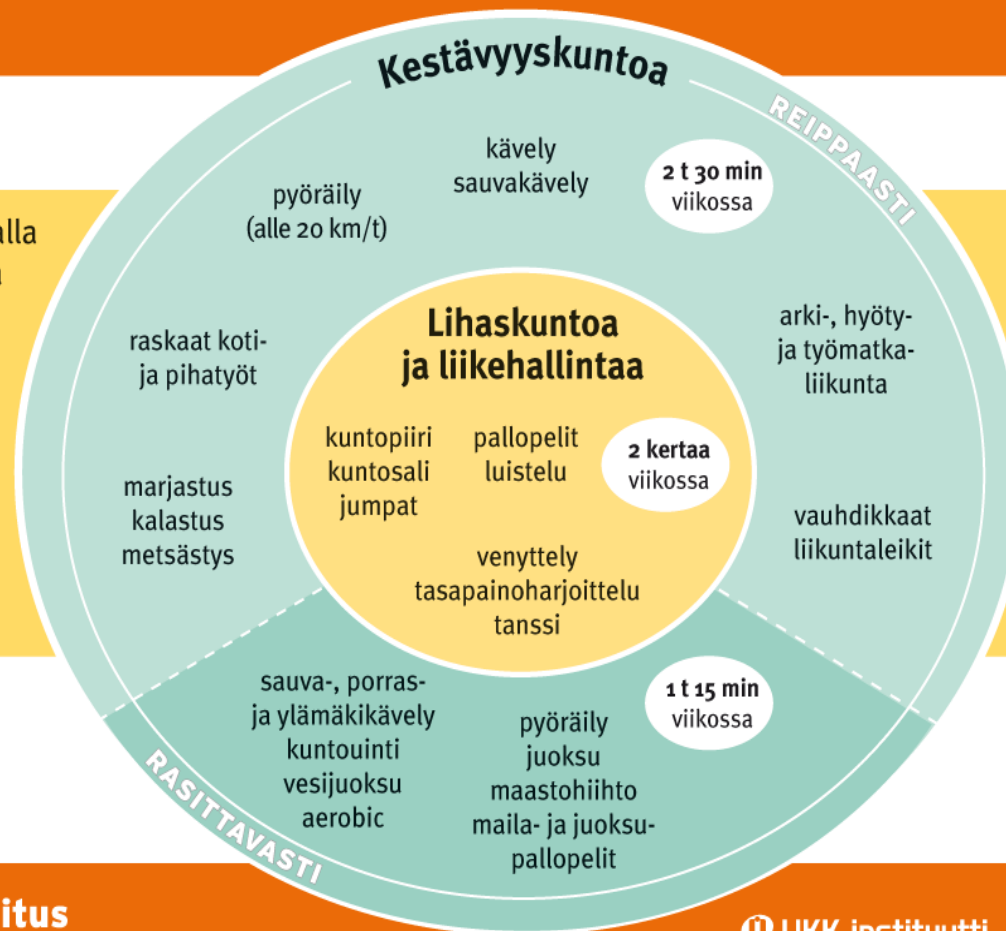 Kestävyyskuntoa
REIPPAASTI
kävely
sauvakävely
2 t 30 min
viikossa
pyöräily
(alle 20 km/t)
raskaat koti-
ja pihatyöt
marjastus
kalastus
metsästys
arki-, hyöty-
ja työmatka-
liikunta
vauhdikkaat
liikuntaleikit
Lihaskuntoa
ja liikehallintaa
kuntopiiri
kuntosali
jumpat
pallopelit
luistelu
2 kertaa
viikossa
venyttely
tasapainoharjoittelu
tanssi
sauva-, porras-
ja ylämäkikävely
kuntouinti
vesijuoksu
aerobic
pyöräily
juoksu
maastohiihto
maila- ja juoksu-
pallopelit
1 t 15 min
viikossa
RASITTAVASTI
UKK-instituutti